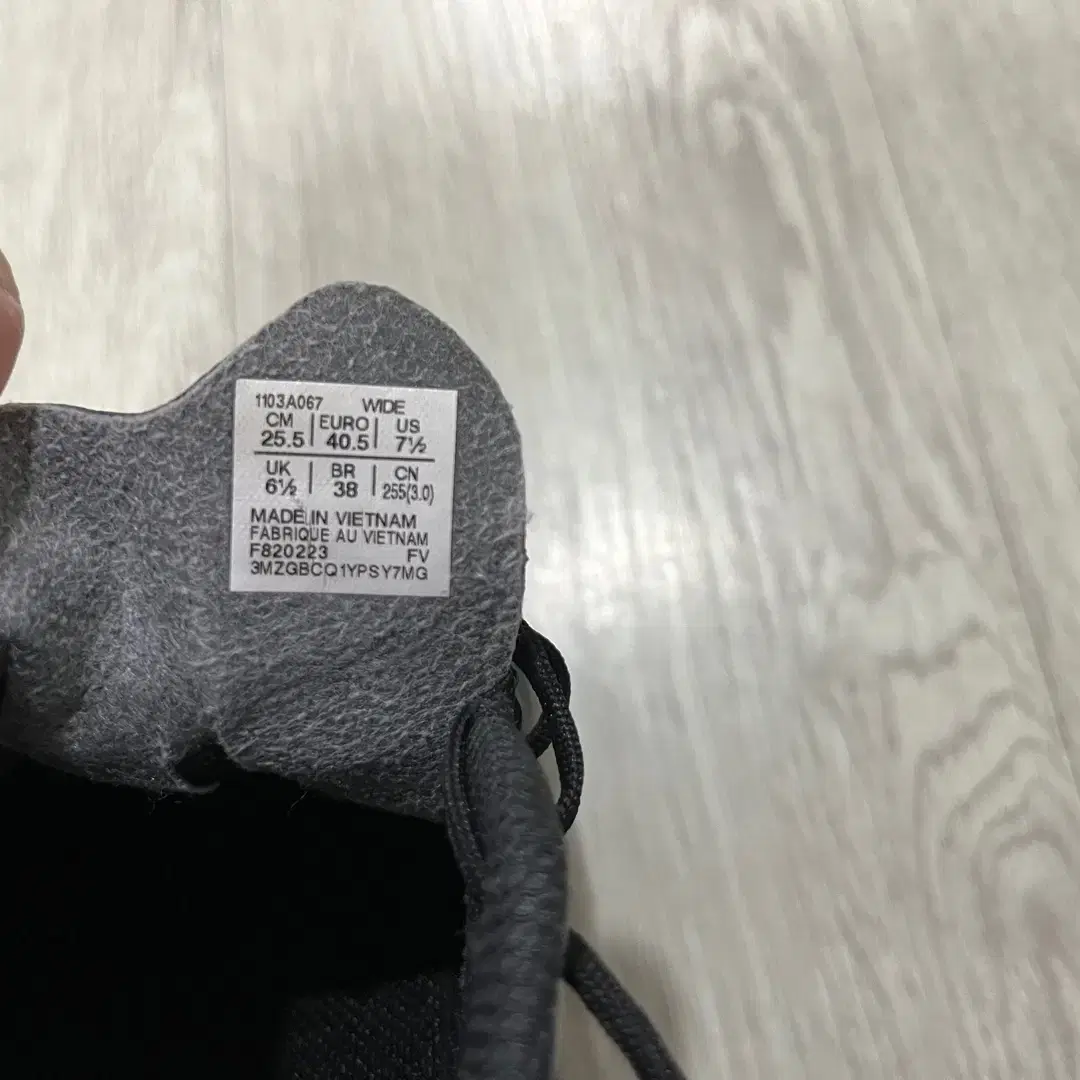 1103A067 WIDE
CM | EURO | US
25.5 | 40.5 | 7½
UK | BR | CN
6½ | 38 | 255(3.0)
MADE IN VIETNAM
FABRIQUE AU VIETNAM
F820223 FV
3MZGBCQ1YPSY7MG